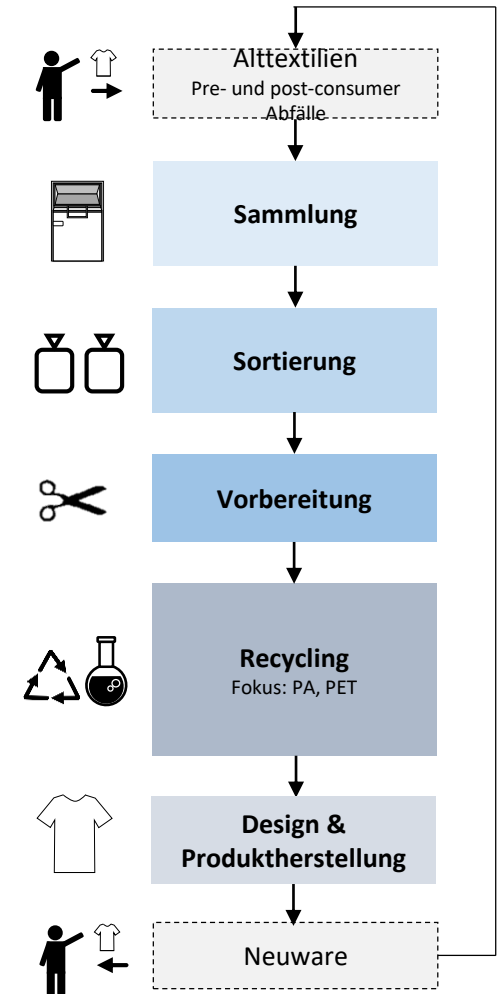 Alttextilien
Pre- und post-consumer
Abfälle
Sammlung
Sortierung
Vorbereitung
Recycling
Fokus: PA, PET
Design &
Produktherstellung
Neuware